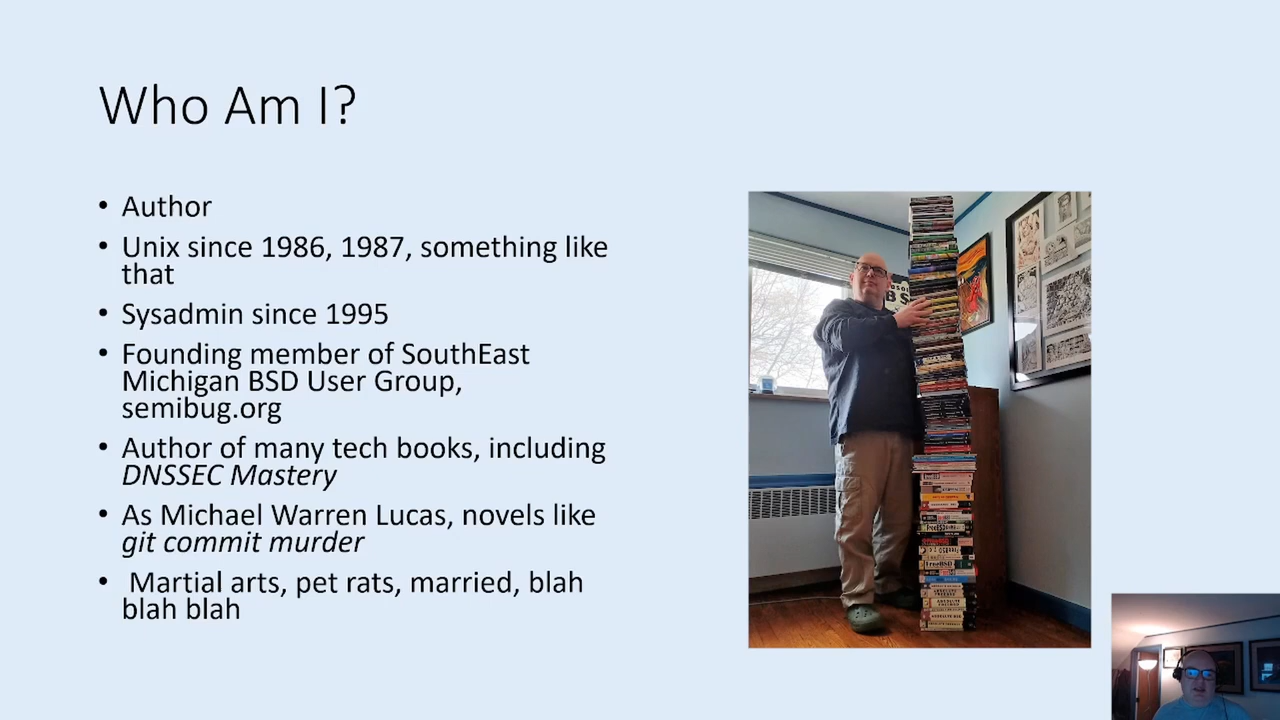 Who Am I?
• Author
• Unix since 1986, 1987, something like
that
• Sysadmin since 1995
• Founding member of SouthEast
Michigan BSD User Group,
semibug.org
• Author of many tech books, including
DNSSEC Mastery
• As Michael Warren Lucas, novels like
git commit murder
• Martial arts, pet rats, married, blah
blah blah